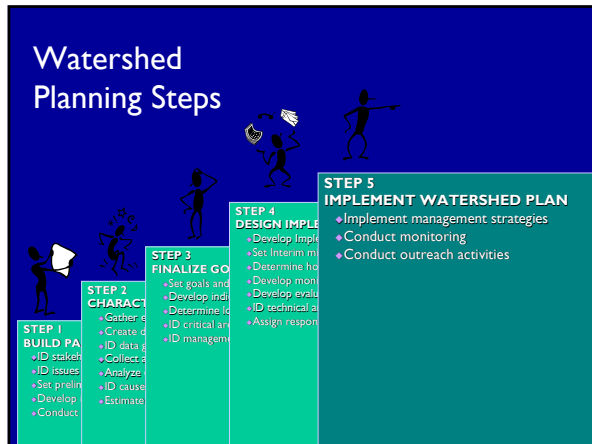 Watershed
Planning Steps
STEP 1
BUILD PA
ID stakeh
ID issues
Set prelim
Develop
Conduct
STEP 2
CHARACT
Gather e
Create d
ID data g
Collect a
Analyze
ID cause
Estimate
STEP 3
FINALIZE GO
Set goals and
Develop indi
Determine lo
ID critical are
ID manageme
STEP 4
DESIGN IMPLE
Develop Imple
Set Interim mi
Determine ho
Develop moni
Develop evalu
ID technical a
Assign respon
STEP 5
IMPLEMENT WATERSHED PLAN
Implement management strategies
Conduct monitoring
Conduct outreach activities